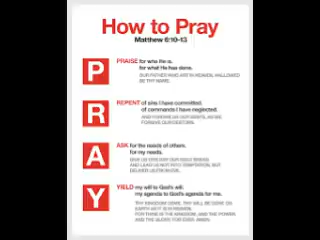 How to Pray
Matthew 6:10-13
P
PRAISE for who He is,
for what He has done.
OUR FATHER WHO ART IN HEAVEN, HALLOWED
BE THY NAME.
R
REPENT of sins I have committed.
of commands I have neglected.
AND FORGIVE US OUR DEBTS, AS WE
FORGIVE OUR DEBTORS.
A
ASK for the needs of others.
for my needs.
GIVE US THIS DAY OUR DAILY BREAD
AND LEAD US NOT INTO TEMPTATION, BUT
DELIVER US FROM EVIL.
Y
YIELD my will to God's will.
my agenda to God's agenda for me.
THY KINGDOM COME, THY WILL BE DONE ON
EARTH AS IT IS IN HEAVEN.
FOR THINE IS THE KINGDOM, AND THE POWER,
AND THE GLORY FOR EVER. AMEN.